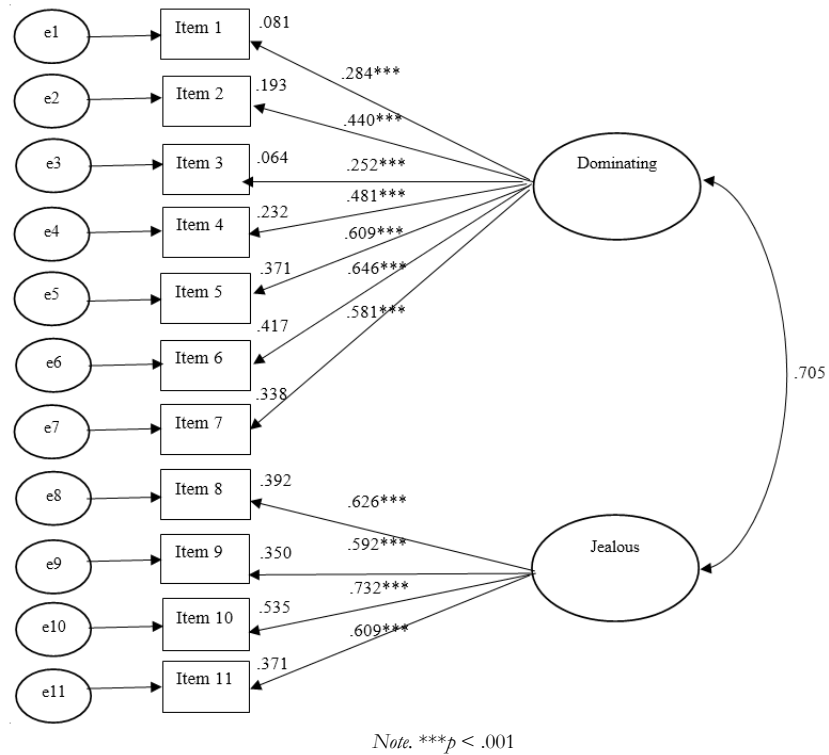 e1
Item 1
.081
.284***
e2
Item 2
.193
.440***
e3
Item 3
.064
.252***
Dominating
e4
Item 4
.232
.481***
e5
Item 5
.371
.609***
e6
Item 6
.417
.646***
e7
Item 7
.338
.581***
.705
e8
Item 8
.392
.626***
e9
Item 9
.350
.592***
Jealous
e10
Item 10
.535
.732***
e11
Item 11
.371
.609***
Note. ***p < .001